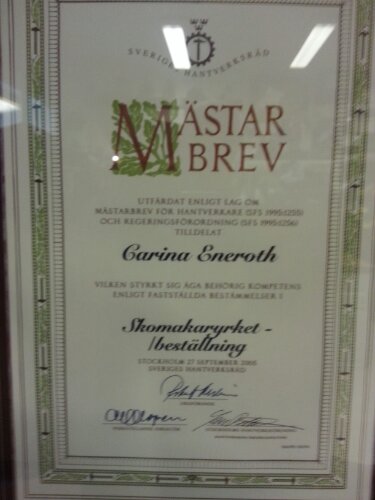 SVERIGES HANTVERKSRÅD
MÄSTAR
BREV
UTFÄRDAT ENLIGT LAG OM
MÄSTARBREV FÖR HANTVERKARE (SFS 1995:1255)
OCH REGERINGSFÖRORDNING (SFS 1995:1256)
TILLDELAT
Carina Eneroth
VILKEN STYRKT SIG ÄGA BEHÖRIG KOMPETENS
ENLIGT FASTSTÄLLDA BESTÄMMELSER I
Skomakaryrket -
/beställning
STOCKHOLM 27 SEPTEMBER 2005
SVERIGES HANTVERKSRÅD
ORDFÖRANDE